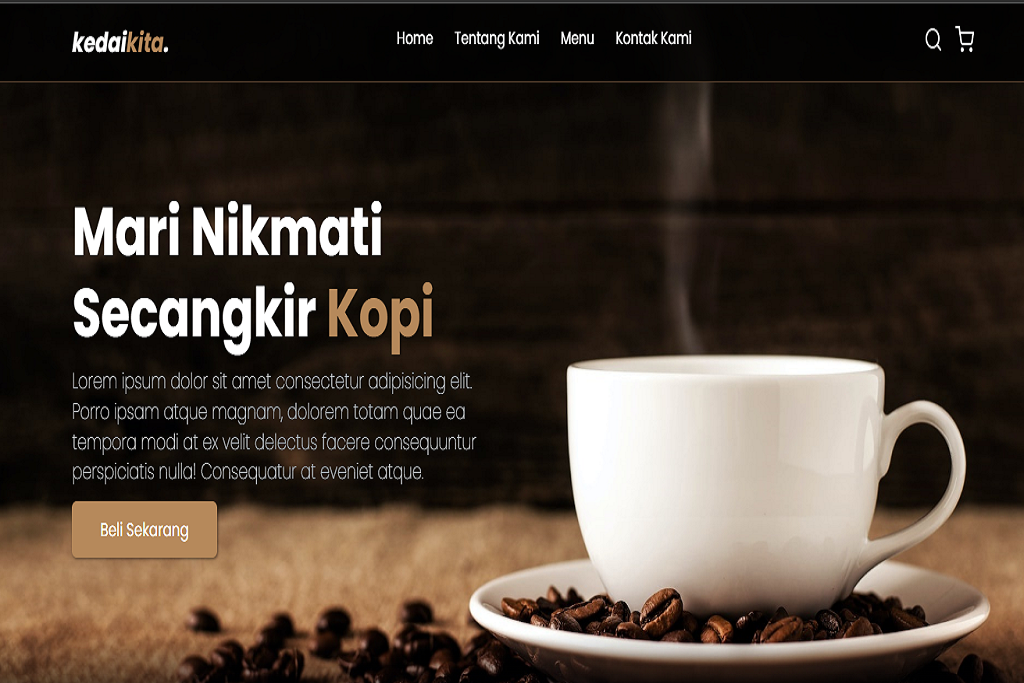 kedaikita.
Home Tentang Kami Menu Kontak Kami
Mari Nikmati
Secangkir Kopi
Lorem ipsum dolor sit amet consectetur adipisicing elit.
Porro ipsam atque magnam, dolorem totam quae ea
tempora modi at ex velit delectus facere consequuntur
perspiciatis nulla! Consequatur at eveniet atque.
Beli Sekarang